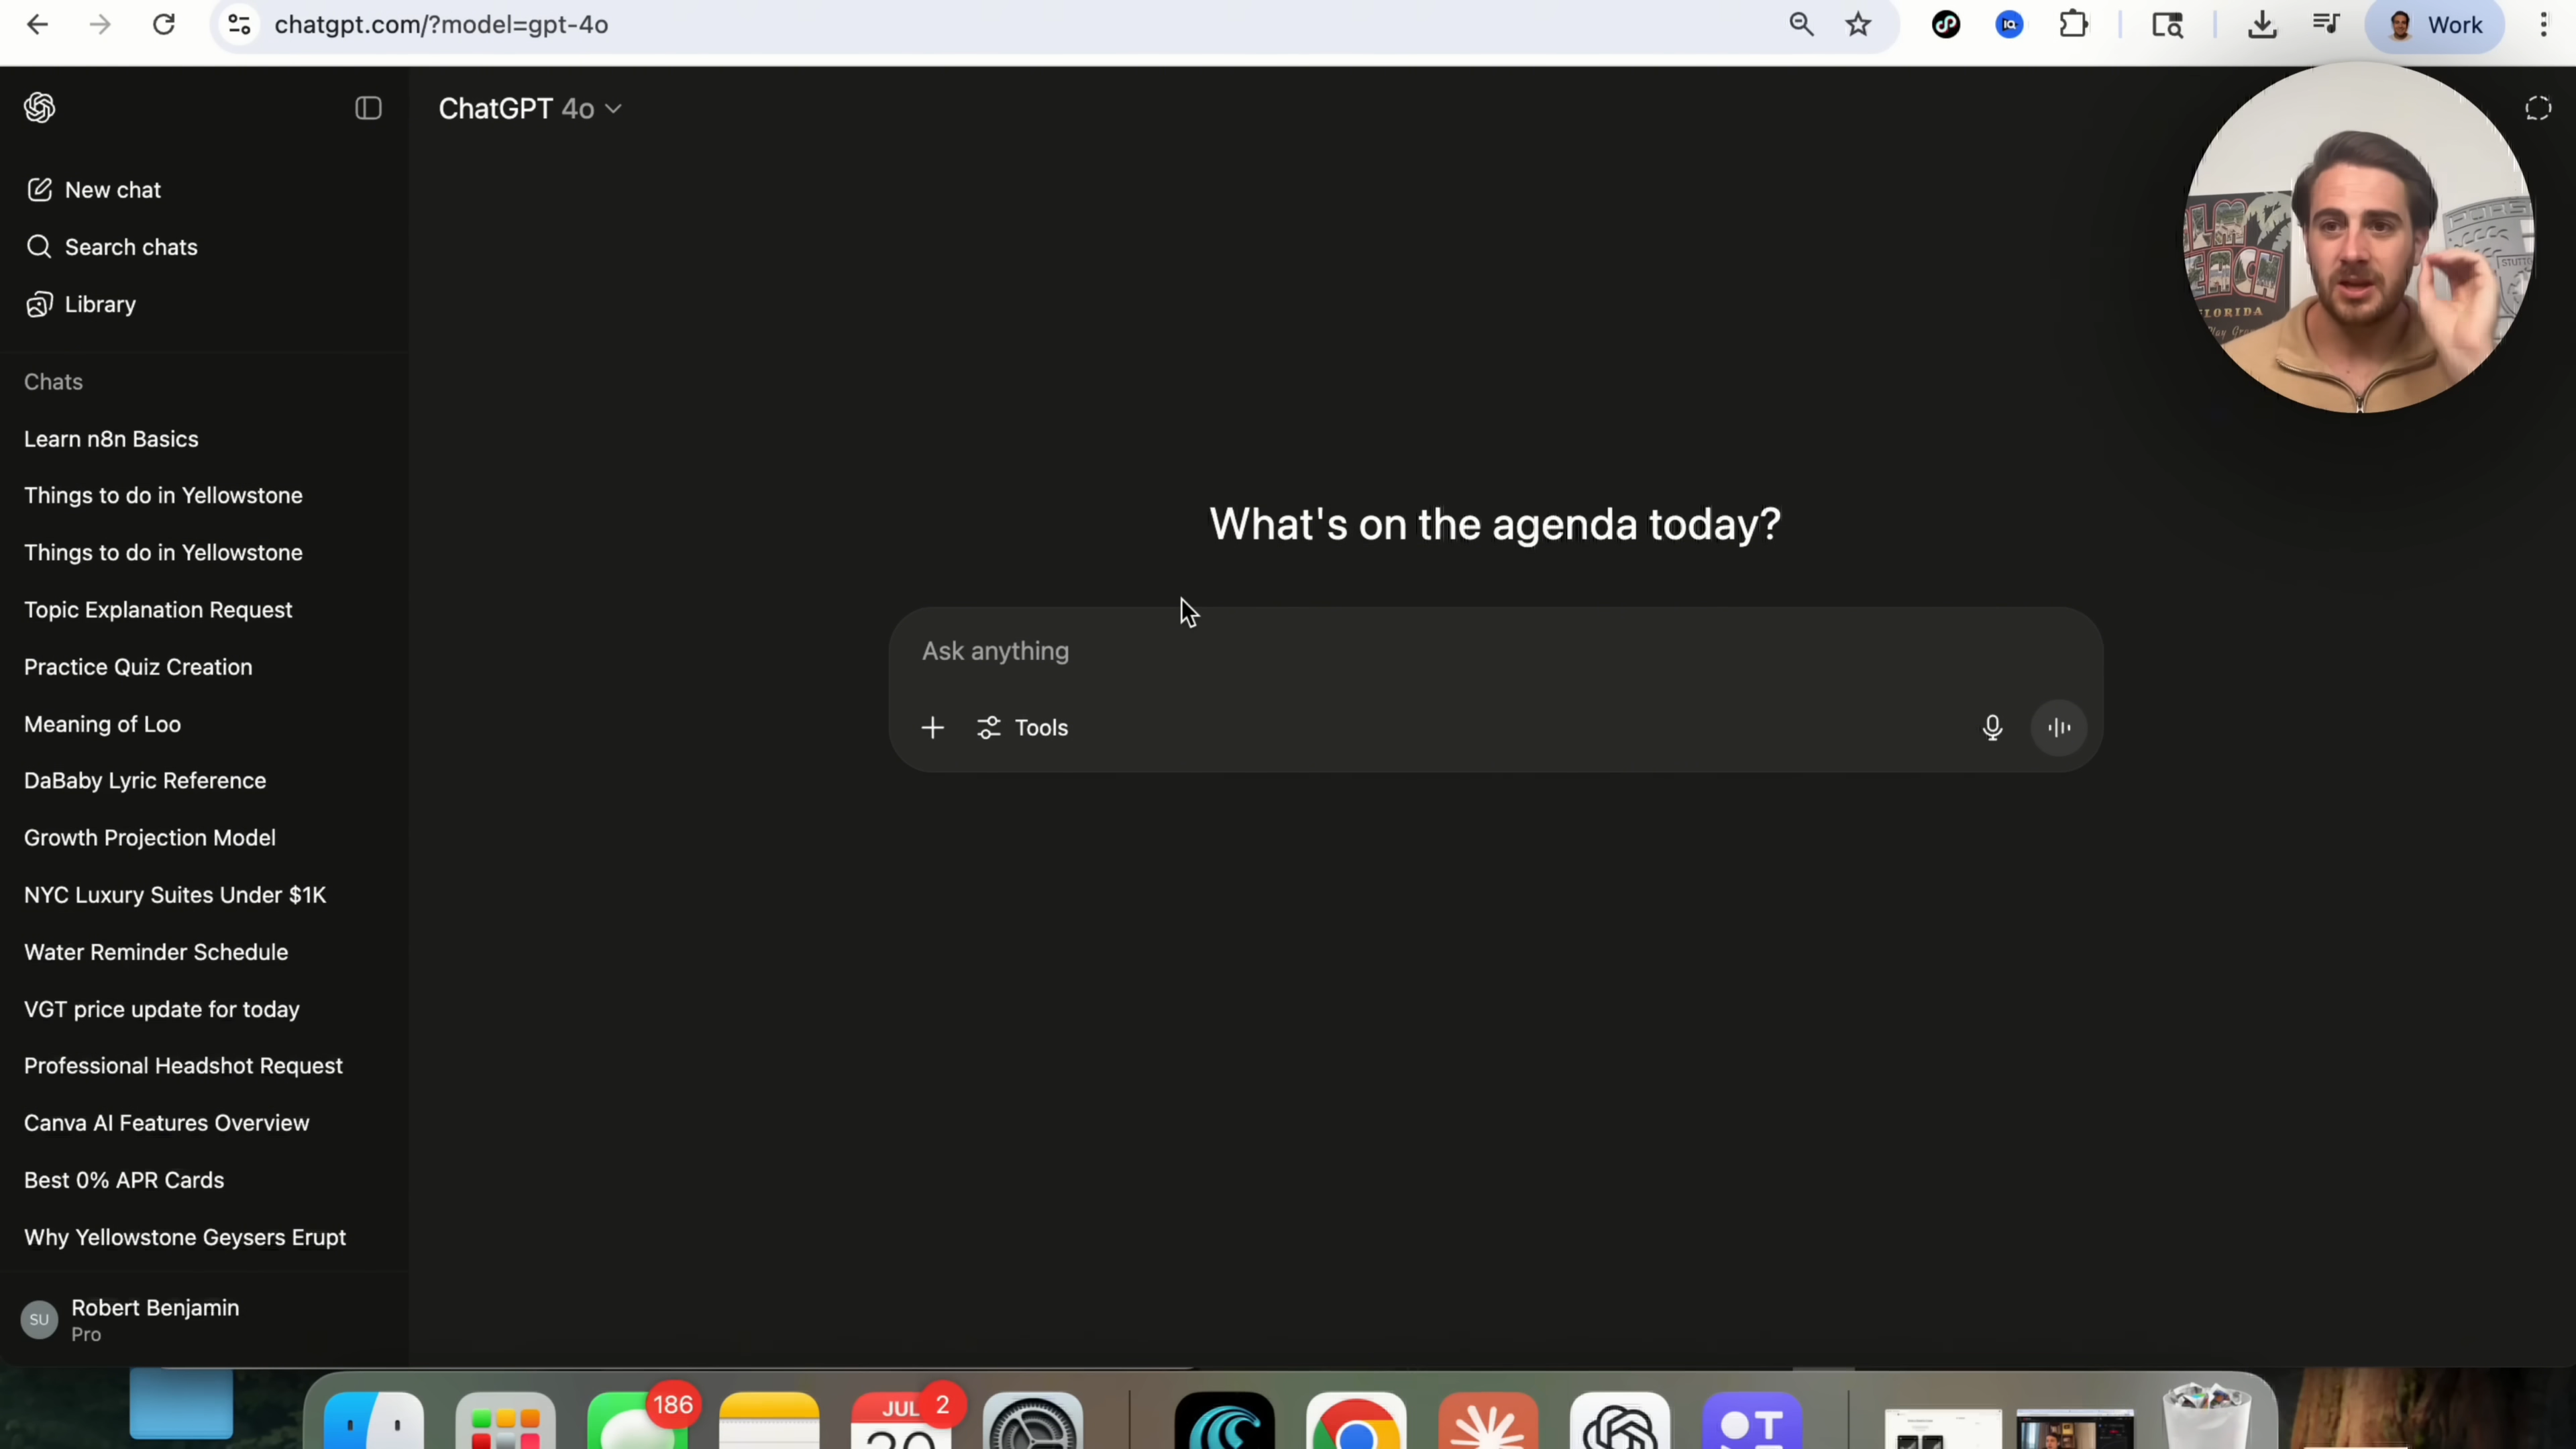 chatgpt.com/?model=gpt-4o
Work
ChatGPT 4o
New chat
Search chats
Library
Chats
Learn n8n Basics
Things to do in Yellowstone
Things to do in Yellowstone
Topic Explanation Request
Practice Quiz Creation
Meaning of Loo
DaBaby Lyric Reference
Growth Projection Model
NYC Luxury Suites Under $1K
Water Reminder Schedule
VGT price update for today
Professional Headshot Request
Canva AI Features Overview
Best 0% APR Cards
Why Yellowstone Geysers Erupt
SU
Robert Benjamin
Pro
What's on the agenda today?
Ask anything
Tools
FLORIDA
186
JUL
2
T